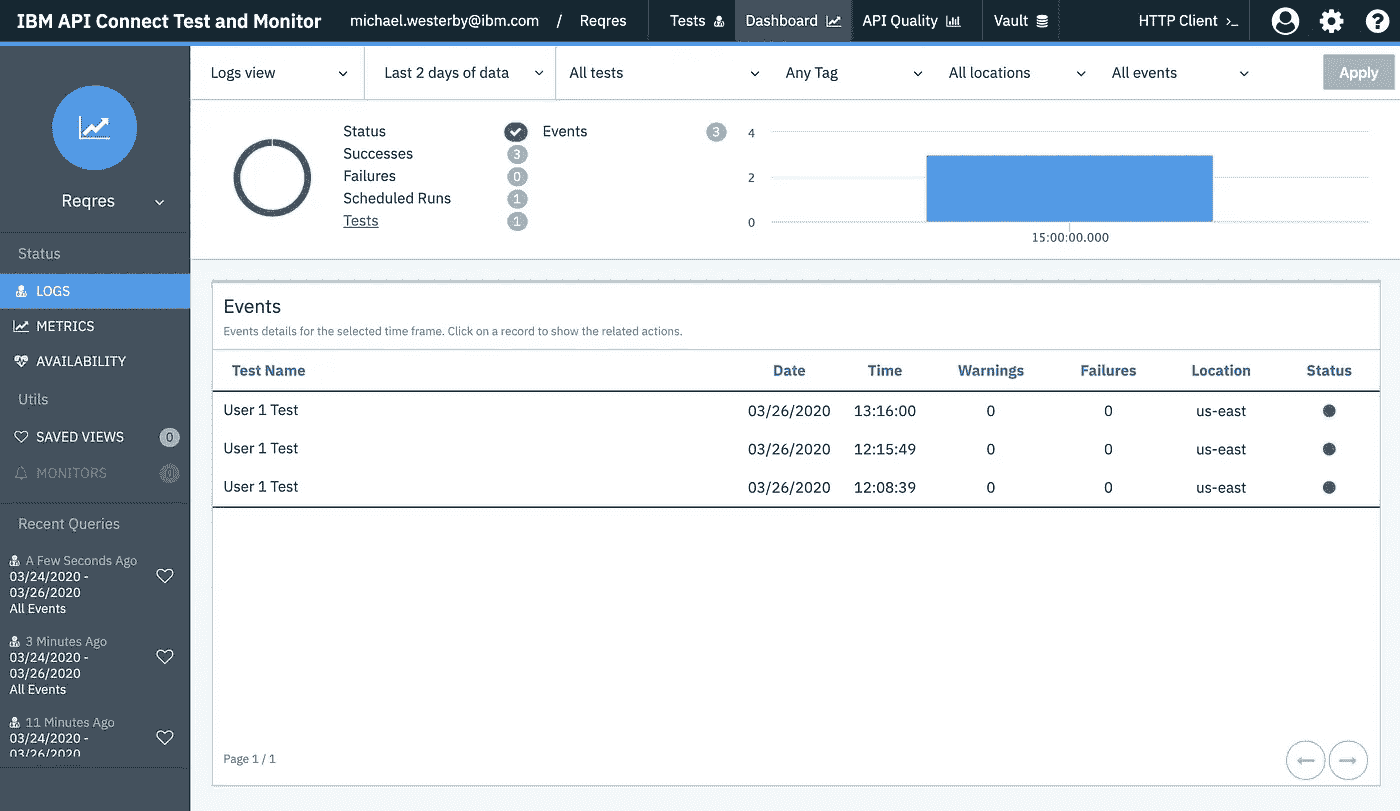 IBM API Connect Test and Monitor michael.westerby@ibm.com / Reqres Tests Dashboard API Quality Vault HTTP Client
Logs view Last 2 days of data All tests Any Tag All locations All events Apply
Reqres
Status
LOGS
METRICS
AVAILABILITY
Utils
SAVED VIEWS 0
MONITORS 0
Recent Queries
A Few Seconds Ago
03/24/2020 -
03/26/2020
All Events
3 Minutes Ago
03/24/2020 -
03/26/2020
All Events
11 Minutes Ago
03/24/2020 -
03/26/2020
Status Events 3
Successes 3
Failures 0
Scheduled Runs 1
Tests 1
4
2
0
15:00:00.000
Events
Events details for the selected time frame. Click on a record to show the related actions.
Test Name Date Time Warnings Failures Location Status
User 1 Test 03/26/2020 13:16:00 0 0 us-east
User 1 Test 03/26/2020 12:15:49 0 0 us-east
User 1 Test 03/26/2020 12:08:39 0 0 us-east
Page 1 / 1